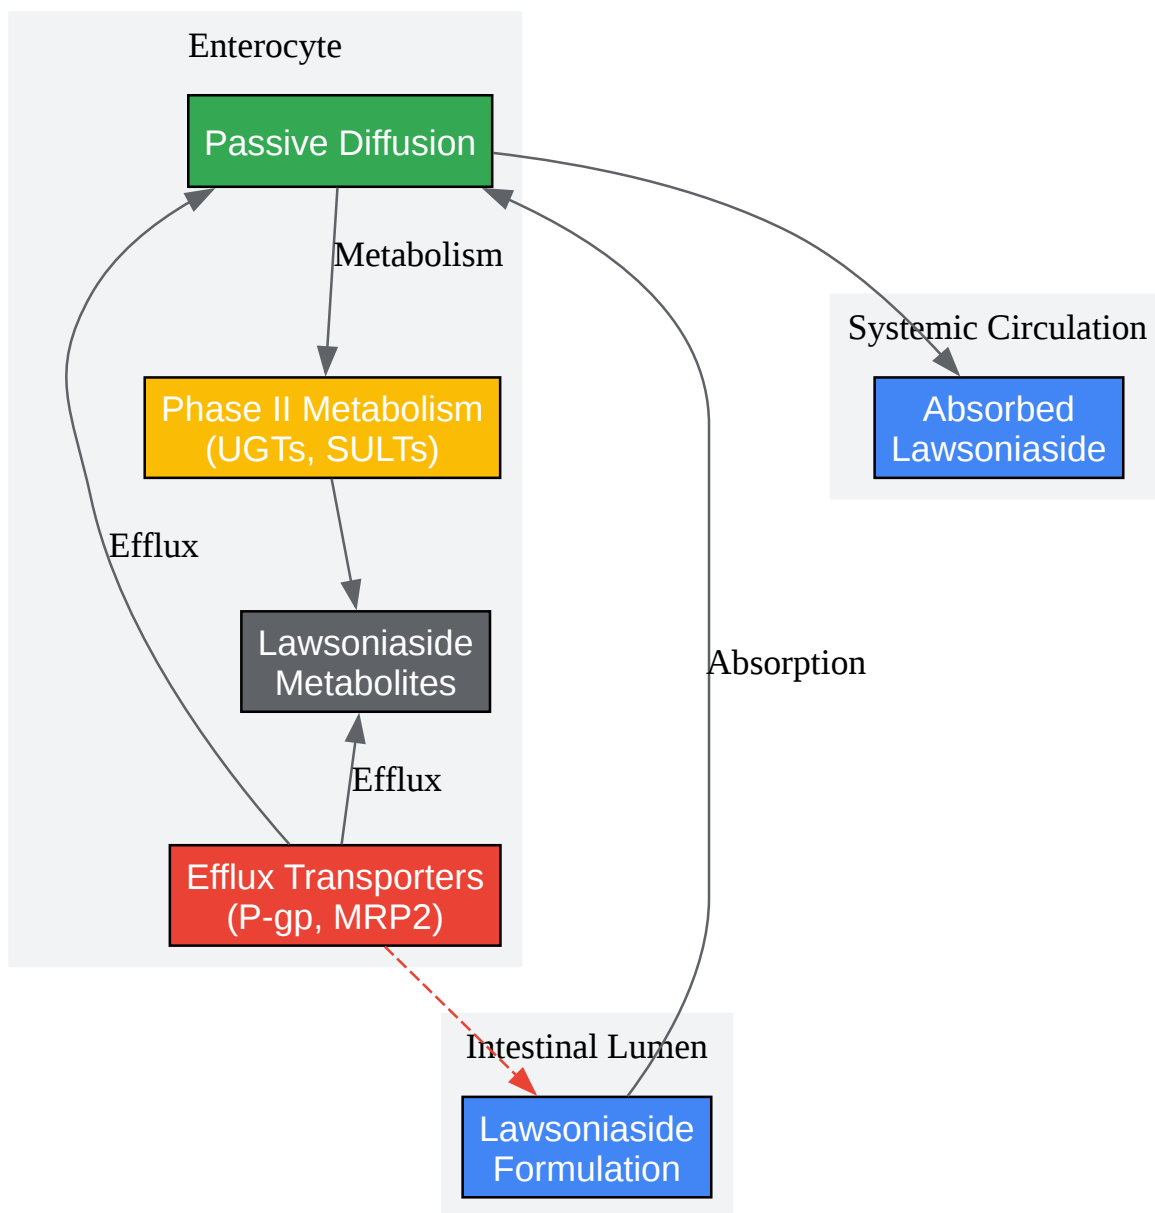 Enterocyte
Passive Diffusion
Metabolism
Systemic Circulation
Absorbed
Lawsoniaside
Phase II Metabolism
(UGTs, SULTs)
Efflux
Lawsoniaside
Metabolites
Absorption
Efflux
Efflux Transporters
(P-gp, MRP2)
Intestinal Lumen
Lawsoniaside
Formulation